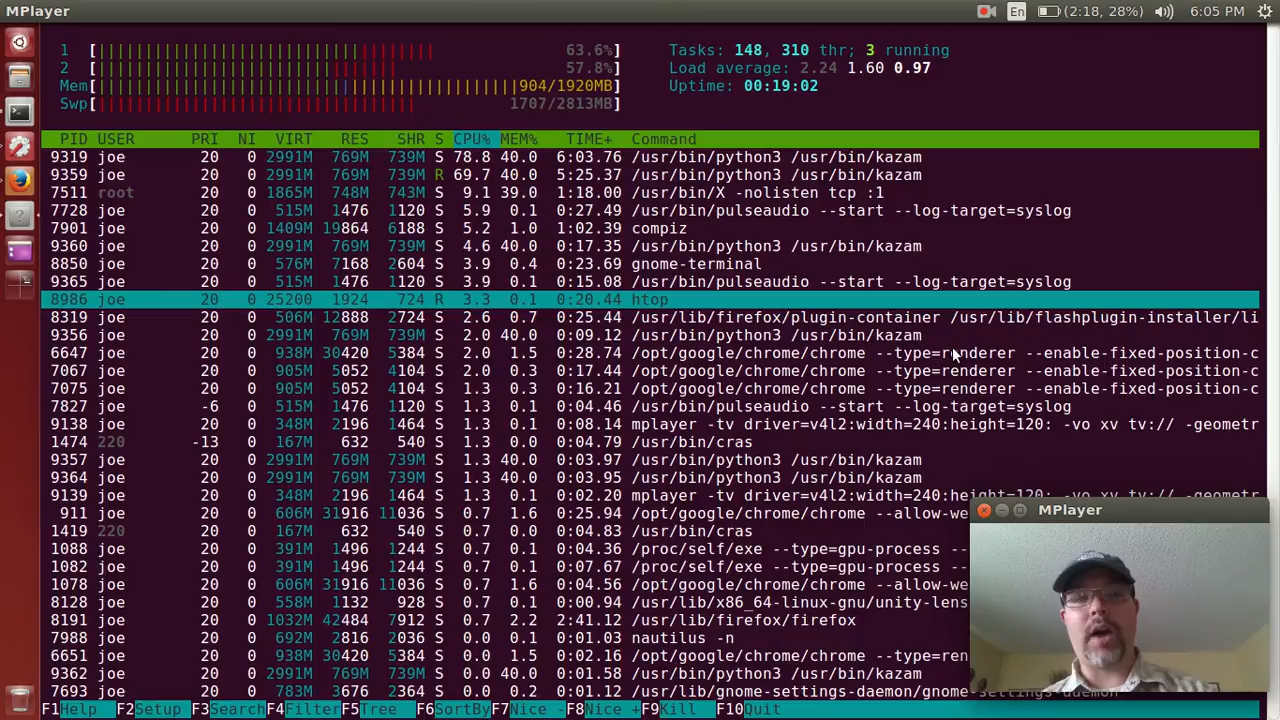 MPlayer En (2:18, 28%) 6:05 PM
1 [|||||||||||||||||||||||||||||||||||| 63.6%] Tasks: 148, 310 thr; 3 running
2 [|||||||||||||||||||||||||||||||| 57.8%] Load average: 2.24 1.60 0.97
Mem[||||||||||||||||||||||||||||||||||||||||||||904/1920MB] Uptime: 00:19:02
Swp[|||||||||||||||||||||||||||||||||| 1707/2813MB]
PID USER PRI NI VIRT RES SHR S CPU% MEM% TIME+ Command
9319 joe 20 0 2991M 769M 739M S 78.8 40.0 6:03.76 /usr/bin/python3 /usr/bin/kazam
9359 joe 20 0 2991M 769M 739M R 69.7 40.0 5:25.37 /usr/bin/python3 /usr/bin/kazam
7511 root 20 0 1865M 748M 743M S 9.1 39.0 1:18.00 /usr/bin/X -nolisten tcp :1
7728 joe 20 0 515M 1476 1120 S 5.9 0.1 0:27.49 /usr/bin/pulseaudio --start --log-target=syslog
7901 joe 20 0 1409M 19864 6188 S 5.2 1.0 1:02.39 compiz
9360 joe 20 0 2991M 769M 739M S 4.6 40.0 0:17.35 /usr/bin/python3 /usr/bin/kazam
8850 joe 20 0 576M 7168 2604 S 3.9 0.4 0:23.69 gnome-terminal
9365 joe 20 0 515M 1476 1120 S 3.9 0.1 0:15.08 /usr/bin/pulseaudio --start --log-target=syslog
8986 joe 20 0 25200 1924 724 R 3.3 0.1 0:20.44 htop
8319 joe 20 0 506M 12888 2724 S 2.6 0.7 0:25.44 /usr/lib/firefox/plugin-container /usr/lib/flashplugin-installer/li
9356 joe 20 0 2991M 769M 739M S 2.0 40.0 0:09.12 /usr/bin/python3 /usr/bin/kazam
6647 joe 20 0 938M 30420 5384 S 2.0 1.5 0:28.74 /opt/google/chrome/chrome --type=renderer --enable-fixed-position-c
7067 joe 20 0 905M 5052 4104 S 2.0 0.3 0:17.44 /opt/google/chrome/chrome --type=renderer --enable-fixed-position-c
7075 joe 20 0 905M 5052 4104 S 1.3 0.3 0:16.21 /opt/google/chrome/chrome --type=renderer --enable-fixed-position-c
7827 joe -6 0 515M 1476 1120 S 1.3 0.1 0:04.46 /usr/bin/pulseaudio --start --log-target=syslog
9138 joe 20 0 348M 2196 1464 S 1.3 0.1 0:08.14 mplayer -tv driver=v4l2:width=240:height=120: -vo xv tv:// -geometr
1474 220 -13 0 167M 632 540 S 1.3 0.0 0:04.79 /usr/bin/cras
9357 joe 20 0 2991M 769M 739M S 1.3 40.0 0:03.97 /usr/bin/python3 /usr/bin/kazam
9364 joe 20 0 2991M 769M 739M S 1.3 40.0 0:03.95 /usr/bin/python3 /usr/bin/kazam
9139 joe 20 0 348M 2196 1464 S 1.3 0.1 0:02.20 mplayer -tv driver=v4l2:width=240:height=120: -vo xv tv:// -geometr
911 joe 20 0 606M 31916 11036 S 0.7 1.6 0:25.94 /opt/google/chrome/chrome --allow-we
1419 220 20 0 167M 632 540 S 0.7 0.0 0:04.83 /usr/bin/cras
1088 joe 20 0 391M 1496 1244 S 0.7 0.1 0:04.36 /proc/self/exe --type=gpu-process --
1082 joe 20 0 391M 1496 1244 S 0.7 0.1 0:07.67 /proc/self/exe --type=gpu-process --
1078 joe 20 0 606M 31916 11036 S 0.7 1.6 0:04.56 /opt/google/chrome/chrome --allow-we
8128 joe 20 0 558M 1132 928 S 0.7 0.1 0:00.94 /usr/lib/x86_64-linux-gnu/unity-lens
8191 joe 20 0 1032M 42484 7912 S 0.7 2.2 2:41.12 /usr/lib/firefox/firefox
7988 joe 20 0 692M 2816 2036 S 0.0 0.1 0:01.03 nautilus -n
6651 joe 20 0 938M 30420 5384 S 0.0 1.5 0:02.16 /opt/google/chrome/chrome --type=ren
9362 joe 20 0 2991M 769M 739M S 0.0 40.0 0:01.58 /usr/bin/python3 /usr/bin/kazam
7693 joe 20 0 783M 3676 2364 S 0.0 0.2 0:01.12 /usr/lib/gnome-settings-daemon/gnome-settings-daemon
MPlayer
F1Help F2Setup F3SearchF4FilterF5Tree F6SortByF7Nice -F8Nice +F9Kill F10Quit